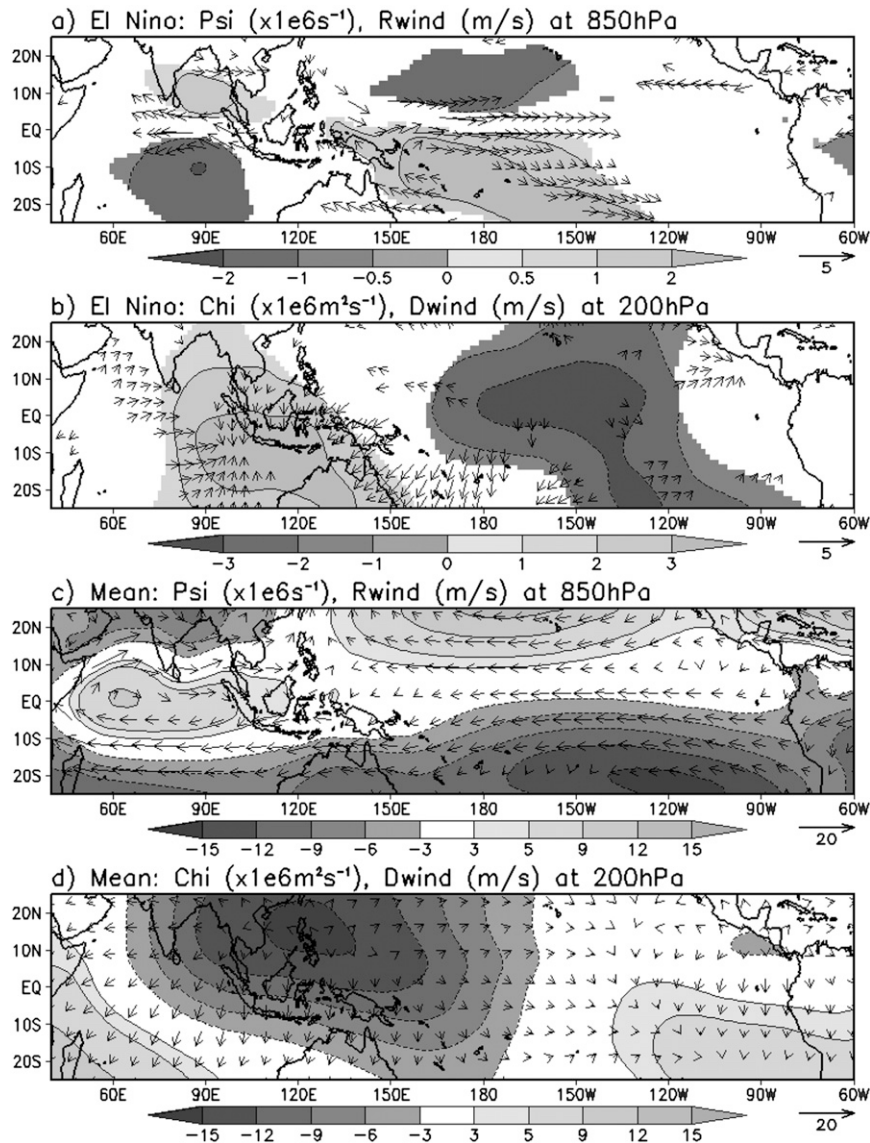 a) El Nino: Psi (x1e6s⁻¹), Rwind (m/s) at 850hPa
20N
10N
EQ
10S
20S
60E 90E 120E 150E 180 150W 120W 90W 60W
-2 -1 -0.5 0 0.5 1 2
5
b) El Nino: Chi (x1e6m²s⁻¹), Dwind (m/s) at 200hPa
20N
10N
EQ
10S
20S
60E 90E 120E 150E 180 150W 120W 90W 60W
-3 -2 -1 0 1 2 3
5
c) Mean: Psi (x1e6s⁻¹), Rwind (m/s) at 850hPa
20N
10N
EQ
10S
20S
60E 90E 120E 150E 180 150W 120W 90W 60W
-15 -12 -9 -6 -3 3 5 9 12 15
20
d) Mean: Chi (x1e6m²s⁻¹), Dwind (m/s) at 200hPa
20N
10N
EQ
10S
20S
60E 90E 120E 150E 180 150W 120W 90W 60W
-15 -12 -9 -6 -3 3 5 9 12 15
20